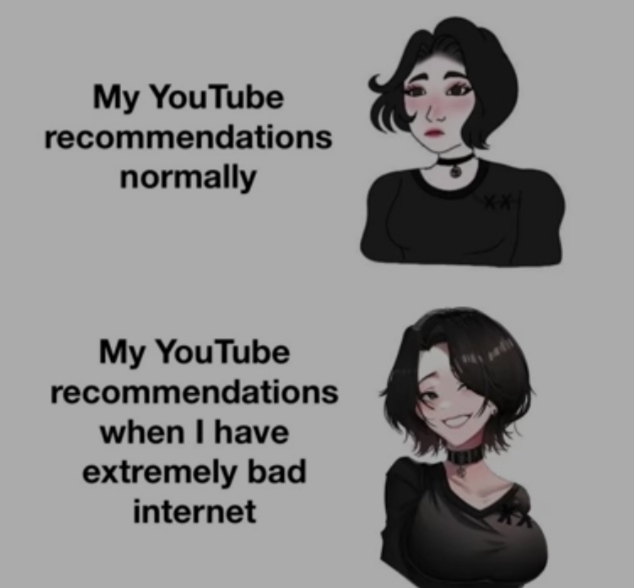 My YouTube
recommendations
normally
My YouTube
recommendations
when I have
extremely bad
internet